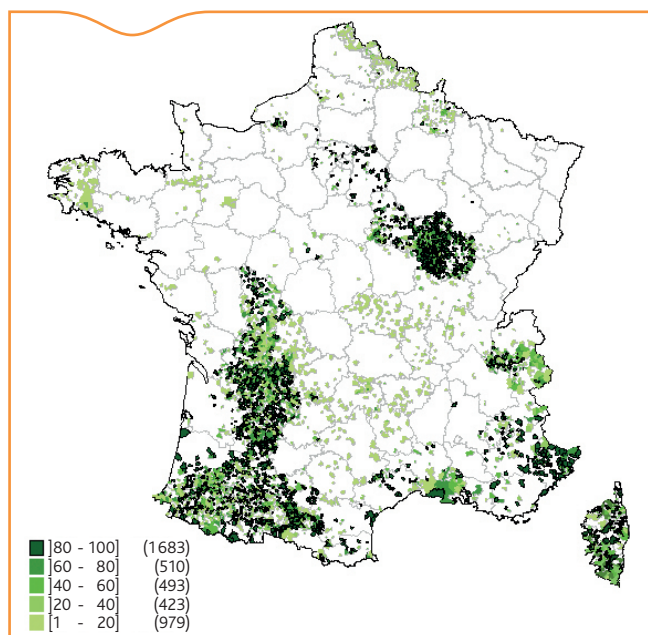 ]80 - 100] (1683)
]60 - 80] (510)
]40 - 60] (493)
]20 - 40] (423)
[1 - 20] (979)